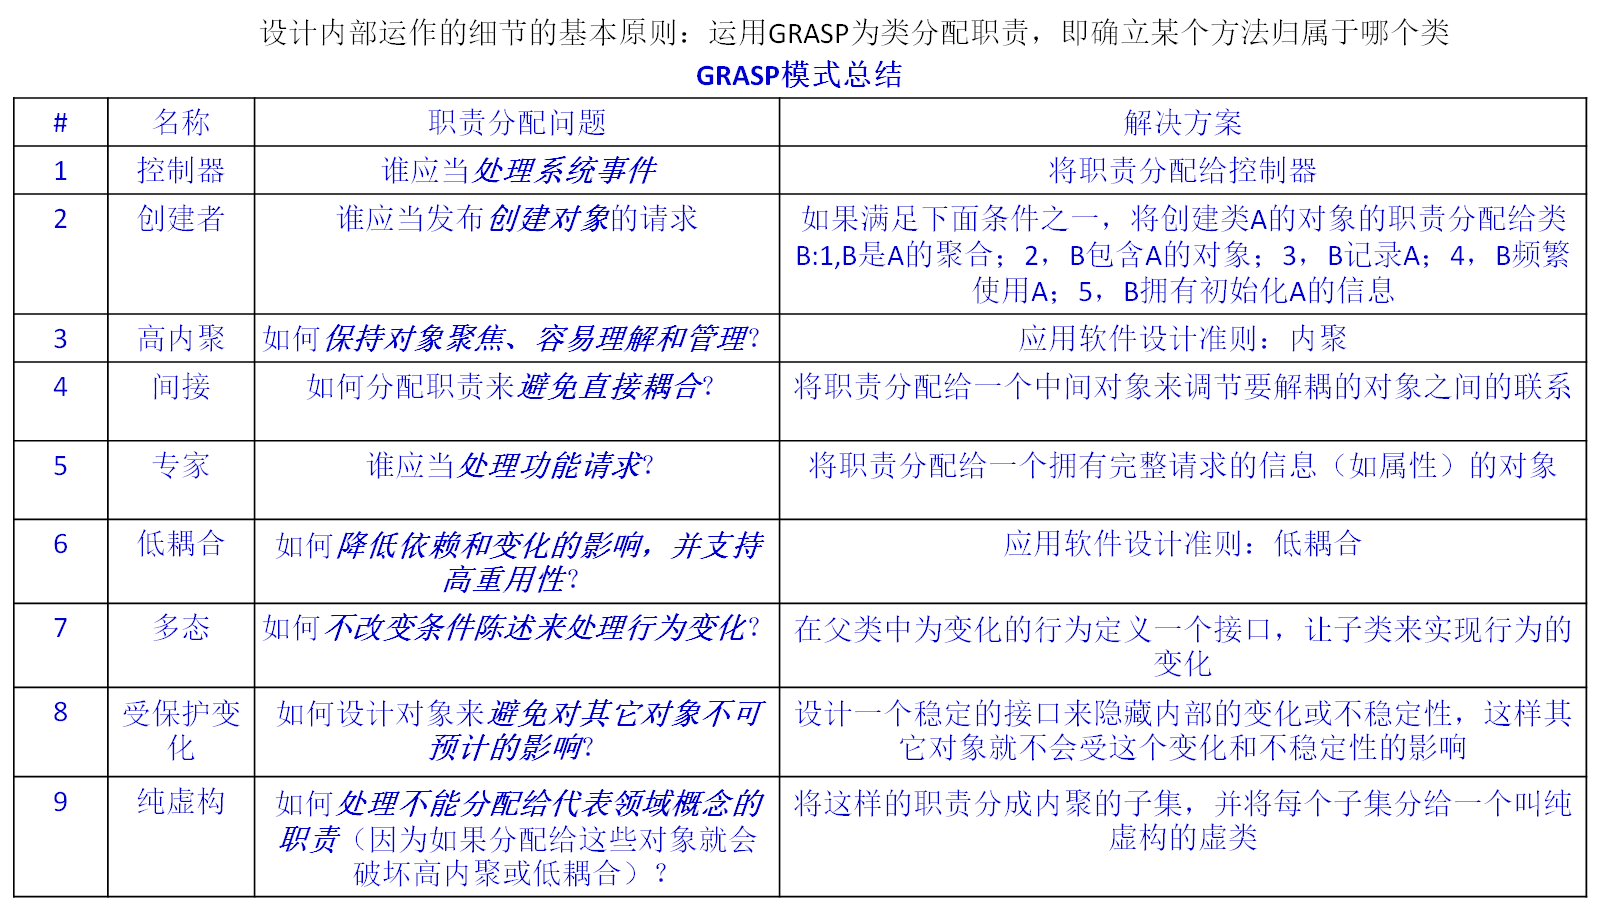 设计内部运作的细节的基本原则：运用GRASP为类分配职责，即确立某个方法归属于哪个类
GRASP模式总结
# 名称 职责分配问题 解决方案
1 控制器 谁应当处理系统事件 将职责分配给控制器
2 创建者 谁应当发布创建对象的请求 如果满足下面条件之一，将创建类A的对象的职责分配给类
B:1,B是A的聚合；2，B包含A的对象；3，B记录A；4，B频繁
使用A；5，B拥有初始化A的信息
3 高内聚 如何保持对象聚焦、容易理解和管理？ 应用软件设计准则：内聚
4 间接 如何分配职责来避免直接耦合？ 将职责分配给一个中间对象来调节要解耦的对象之间的联系
5 专家 谁应当处理功能请求？ 将职责分配给一个拥有完整请求的信息（如属性）的对象
6 低耦合 如何降低依赖和变化的影响，并支持 应用软件设计准则：低耦合
高重用性？
7 多态 如何不改变条件陈述来处理行为变化？ 在父类中为变化的行为定义一个接口，让子类来实现行为的
变化
8 受保护变 如何设计对象来避免对其它对象不可 设计一个稳定的接口来隐藏内部的变化或不稳定性，这样其
化 预计的影响？ 它对象就不会受这个变化和不稳定性的影响
9 纯虚构 如何处理不能分配给代表领域概念的 将这样的职责分成内聚的子集，并将每个子集分给一个叫纯
职责（因为如果分配给这些对象就会 虚构的虚类
破坏高内聚或低耦合）？